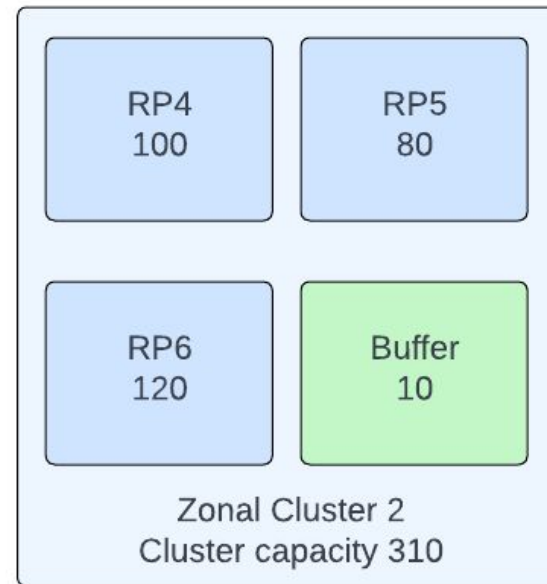 RP4
100
RP5
80
RP6
120
Buffer
10
Zonal Cluster 2
Cluster capacity 310